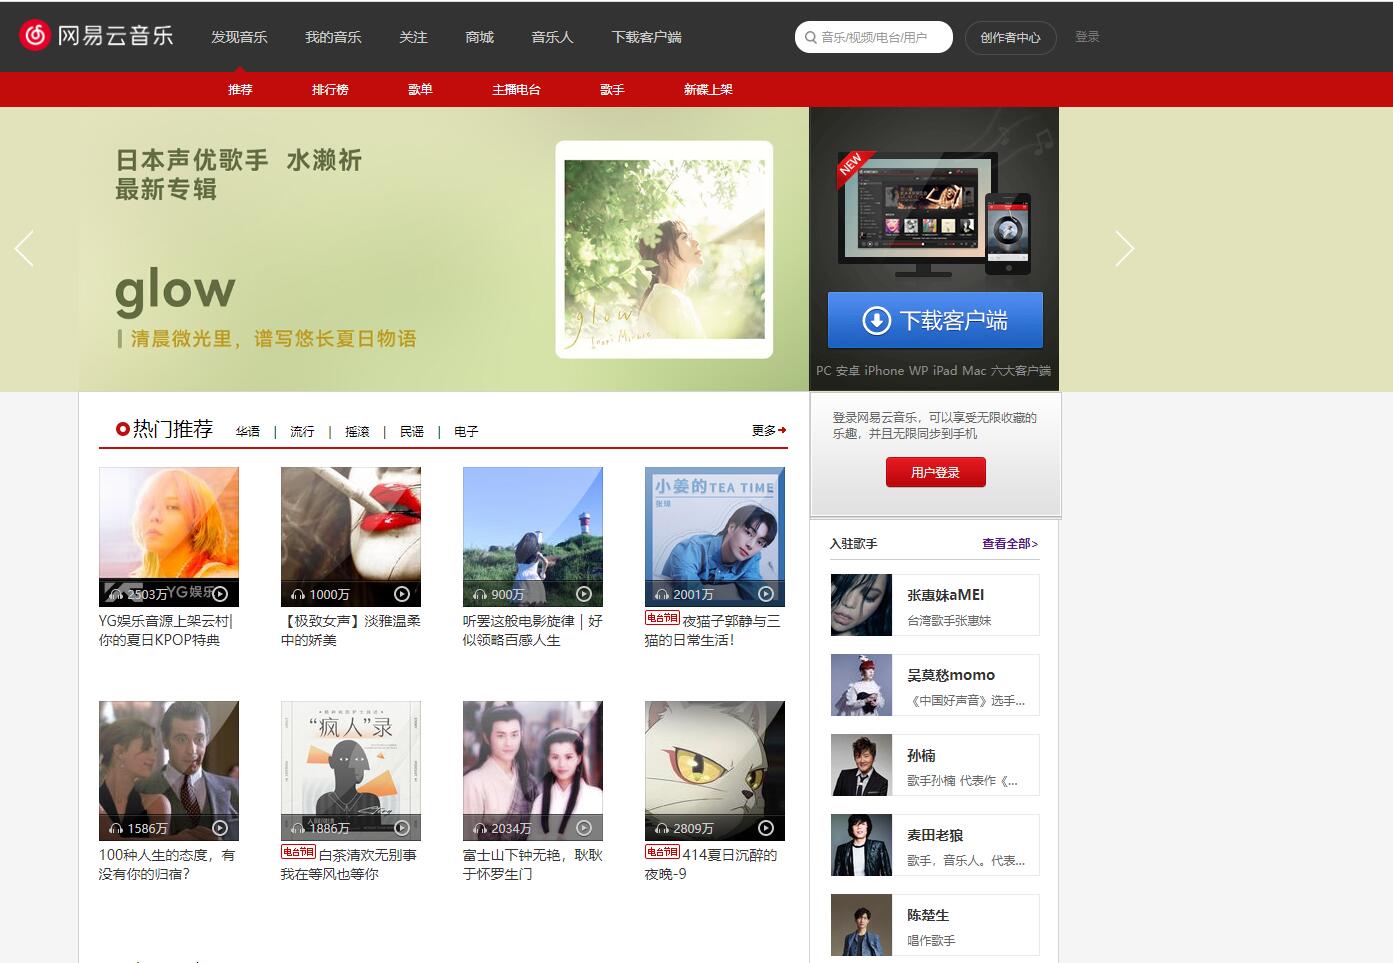 网易云音乐
发现音乐 我的音乐 关注 商城 音乐人 下载客户端
音乐/视频/电台/用户
创作者中心
登录
推荐 排行榜 歌单 主播电台 歌手 新碟上架
日本声优歌手 水濑祈
最新专辑
glow
清晨微光里，谱写悠长夏日物语
glow
Inori Minase
NEW
下载客户端
PC 安卓 iPhone WP iPad Mac 六大客户端
登录网易云音乐，可以享受无限收藏的
乐趣，并且无限同步到手机
用户登录
热门推荐 华语 | 流行 | 摇滚 | 民谣 | 电子 更多
YG娱乐
2503万
YG娱乐音源上架云村|
你的夏日KPOP特典
1000万
【极致女声】淡雅温柔
中的娇美
900万
听罢这般电影旋律｜好
似领略百感人生
小姜的TEA TIME
2001万
电台节目 夜猫子郭静与三
猫的日常生活！
1586万
100种人生的态度，有
没有你的归宿？
“疯人”录
1886万
电台节目 白茶清欢无别事
我在等风也等你
2034万
富士山下钟无艳，耿耿
于怀罗生门
2809万
电台节目 414夏日沉醉的
夜晚-9
入驻歌手 查看全部>
张惠妹aMEI
台湾歌手张惠妹
吴莫愁momo
《中国好声音》选手...
孙楠
歌手孙楠 代表作《...
麦田老狼
歌手，音乐人。代表...
陈楚生
唱作歌手